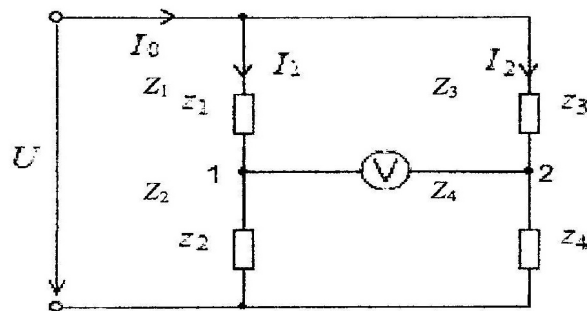 I₀ I₁ I₂
Z₁ Z₃
z₁ z₃
U
1 V 2
Z₂ Z₄
z₂ z₄